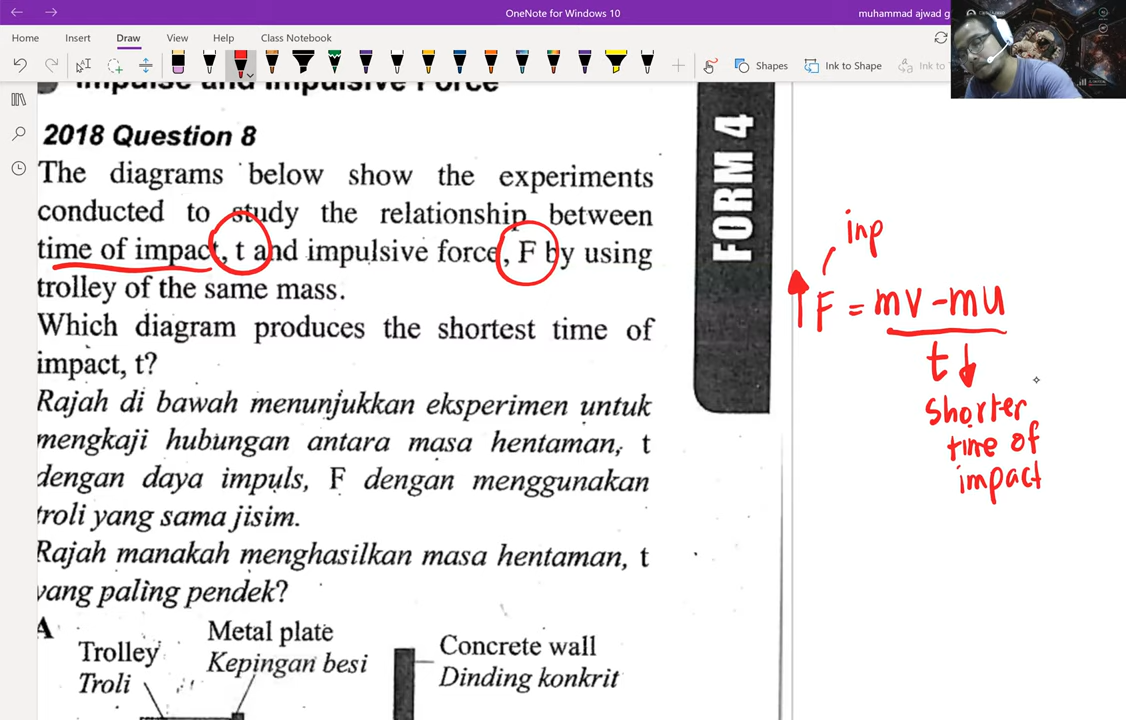 OneNote for Windows 10
muhammad ajwad g
Home Insert Draw View Help Class Notebook
Shapes Ink to Shape Ink to
Impulse and Impulsive Force
2018 Question 8
The diagrams below show the experiments
conducted to study the relationship between
time of impact, t and impulsive force, F by using
trolley of the same mass.
Which diagram produces the shortest time of
impact, t?
Rajah di bawah menunjukkan eksperimen untuk
mengkaji hubungan antara masa hentaman, t
dengan daya impuls, F dengan menggunakan
troli yang sama jisim.
Rajah manakah menghasilkan masa hentaman, t
yang paling pendek?
A
Trolley
Troli
Metal plate
Kepingan besi
Concrete wall
Dinding konkrit
FORM 4
inp
F = mv - mu
t
shorter
time of
impact